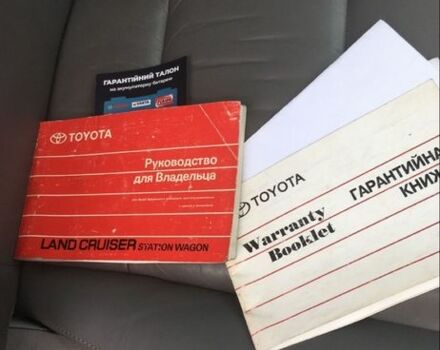 ГАРАНТІЙНИЙ ТАЛОН
на акумуляторну батарею
TOYOTA
Руководство
для Владельца
LAND CRUISER STATION WAGON
TOYOTA
Warranty
Booklet
ГАРАНТИЙНА
КНИЖ